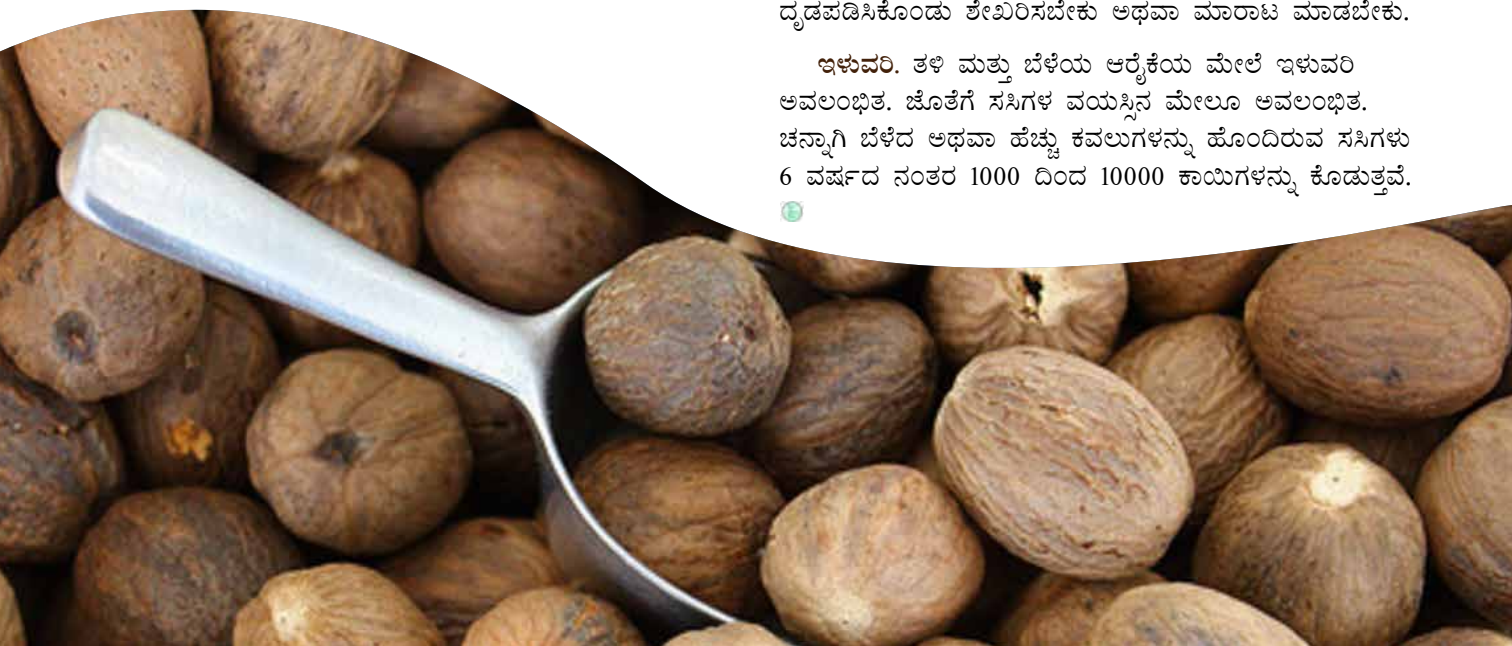 ದೃಡಪಡಿಸಿಕೊಂಡು ಶೇಖರಿಸಬೇಕು ಅಥವಾ ಮಾರಾಟ ಮಾಡಬೇಕು.
ಇಳುವರಿ. ತಳಿ ಮತ್ತು ಬೆಳೆಯ ಆರೈಕೆಯ ಮೇಲೆ ಇಳುವರಿ
ಅವಲಂಭಿತ. ಜೊತೆಗೆ ಸಸಿಗಳ ವಯಸ್ಸಿನ ಮೇಲೂ ಅವಲಂಭಿತ.
ಚನ್ನಾಗಿ ಬೆಳೆದ ಅಥವಾ ಹೆಚ್ಚು ಕವಲುಗಳನ್ನು ಹೊಂದಿರುವ ಸಸಿಗಳು
6 ವರ್ಷದ ನಂತರ 1000 ದಿಂದ 10000 ಕಾಯಿಗಳನ್ನು ಕೊಡುತ್ತವೆ.